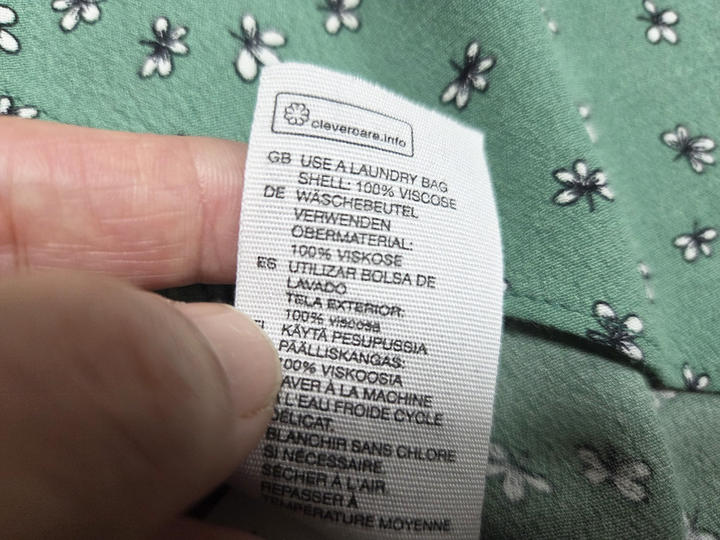 clevercare.info
GB USE A LAUNDRY BAG
SHELL: 100% VISCOSE
DE WÄSCHEBEUTEL
VERWENDEN
OBERMATERIAL:
100% VISKOSE
ES UTILIZAR BOLSA DE
LAVADO
TELA EXTERIOR:
100% viscosa
KÄYTÄ PESUPUSSIA
PÄÄLLISKANGAS:
100% VISKOOSIA
AVER À LA MACHINE
L'EAU FROIDE CYCLE
DÉLICAT.
BLANCHIR SANS CHLORE
SI NÉCESSAIRE.
SÉCHER À L'AIR
REPASSER À
TEMPÉRATURE MOYENNE